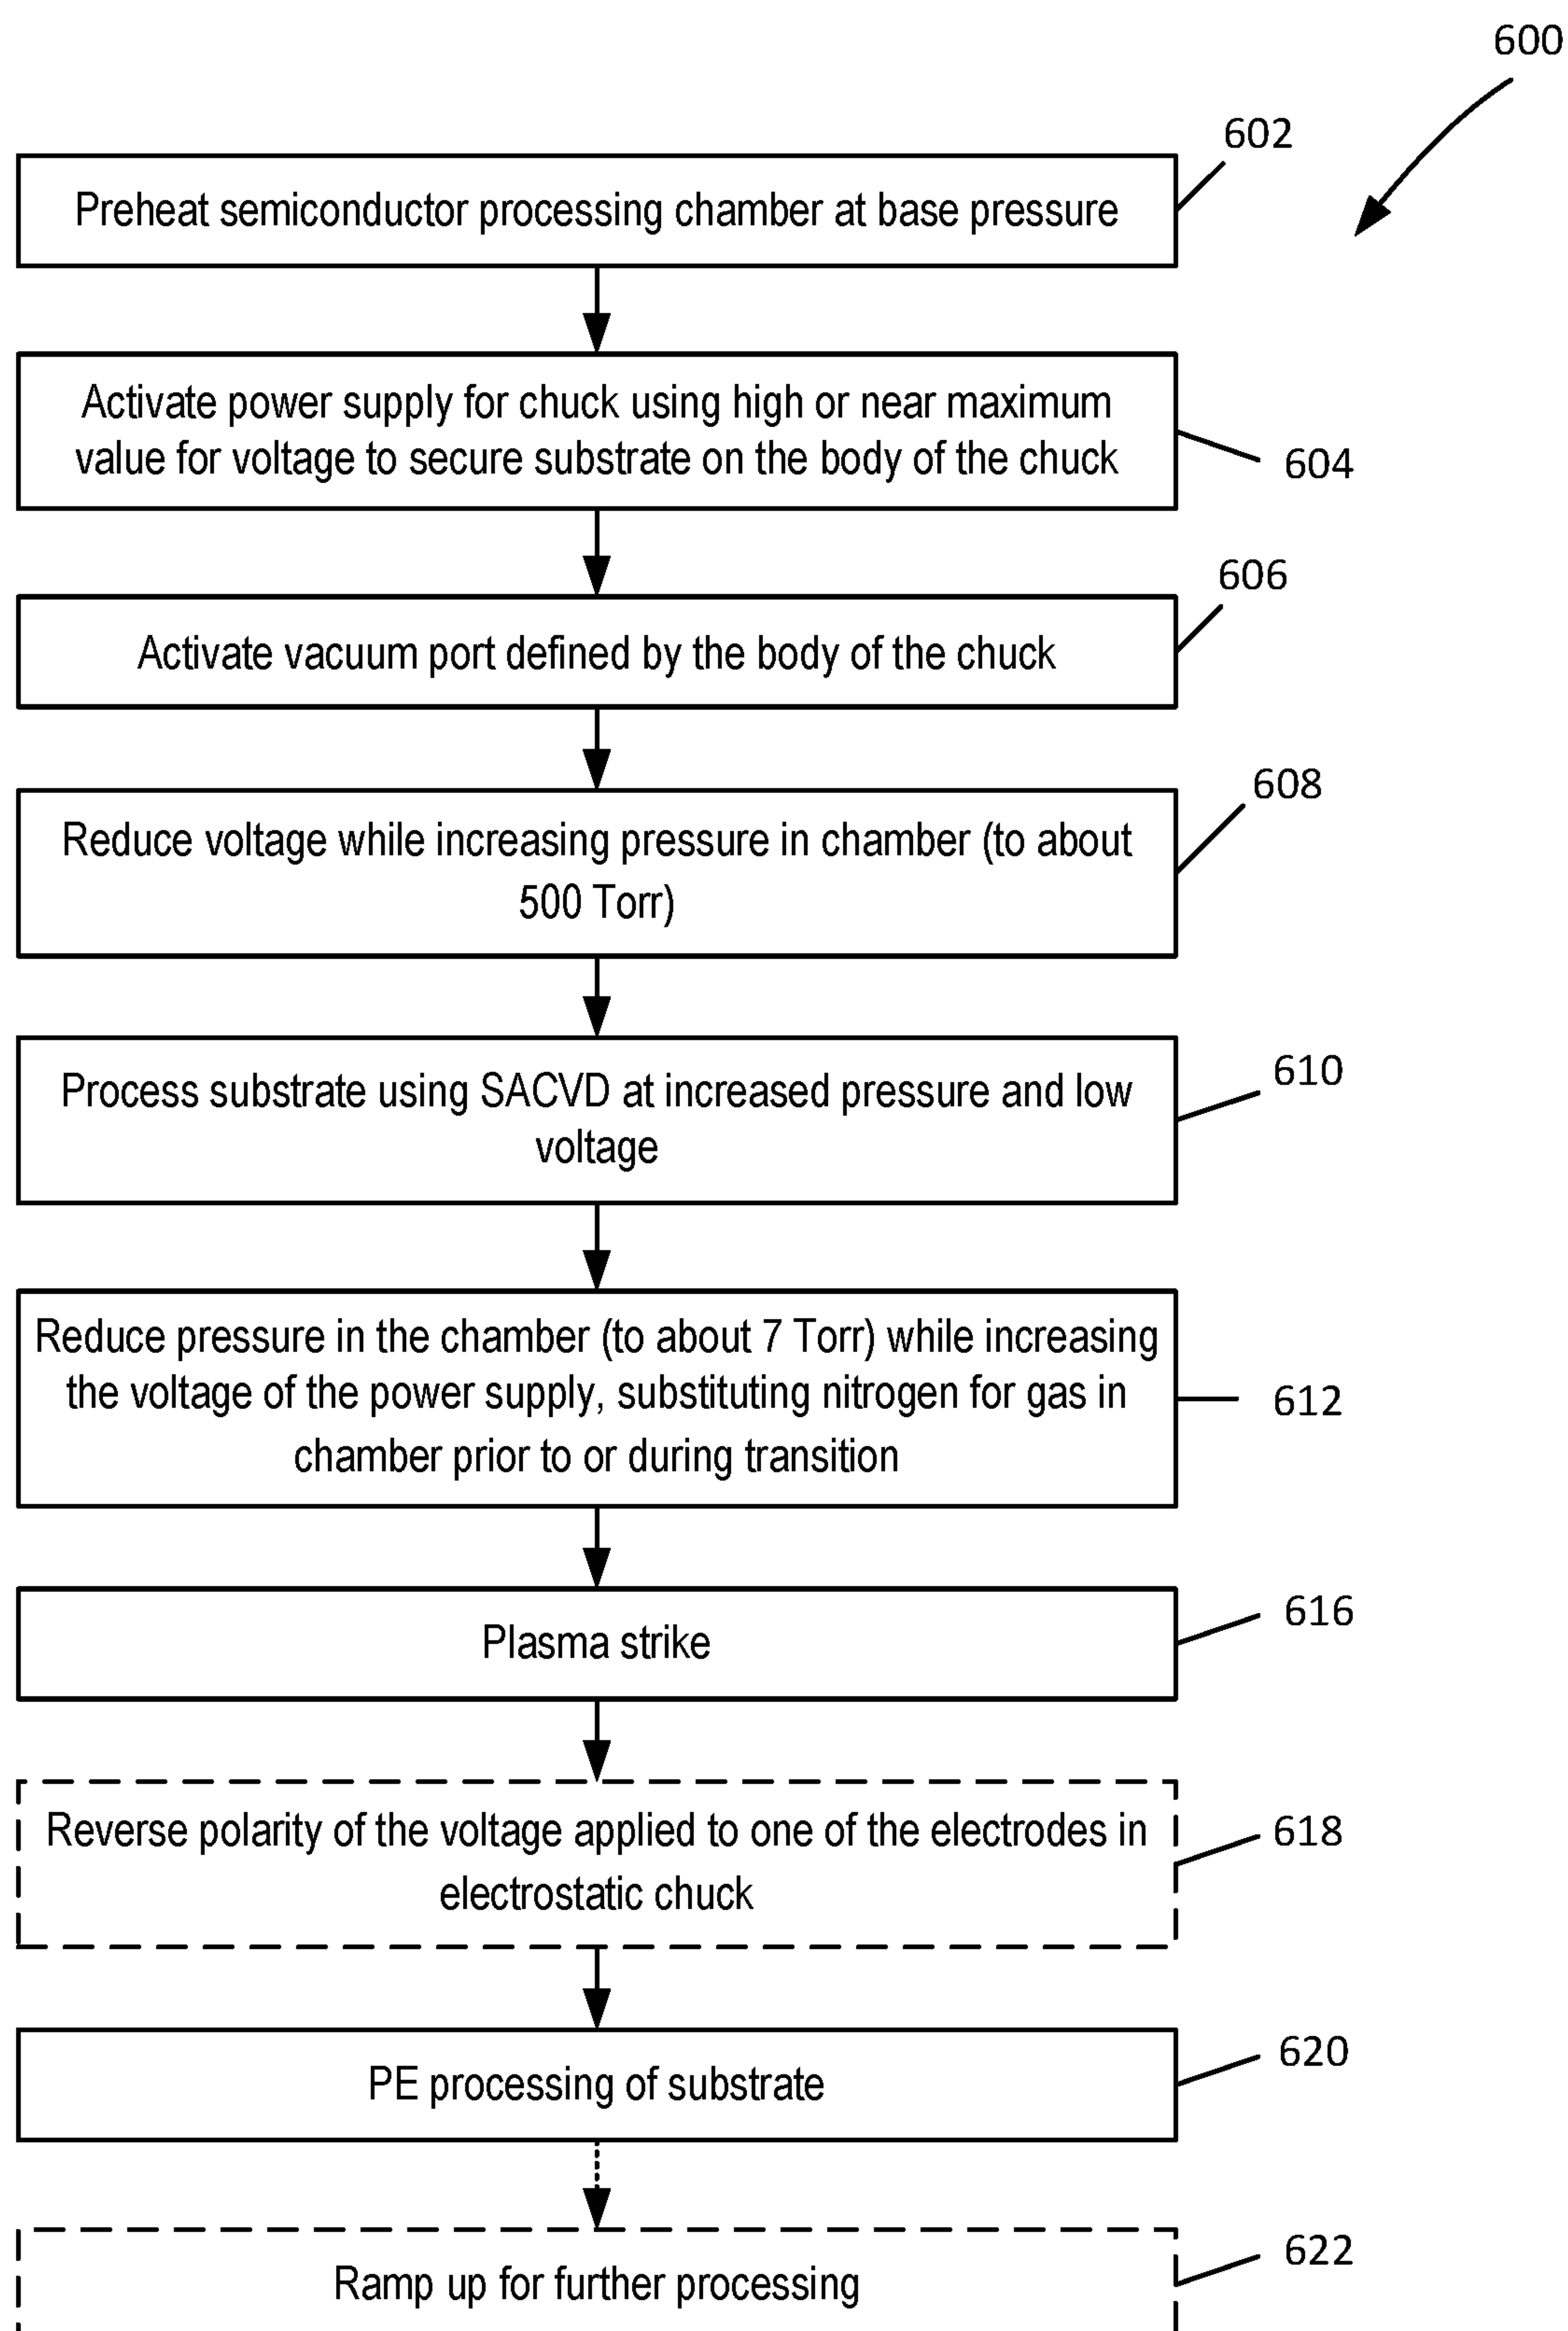 600
602
Preheat semiconductor processing chamber at base pressure
Activate power supply for chuck using high or near maximum
value for voltage to secure substrate on the body of the chuck
604
606
Activate vacuum port defined by the body of the chuck
608
Reduce voltage while increasing pressure in chamber (to about
500 Torr)
610
Process substrate using SACVD at increased pressure and low
voltage
Reduce pressure in the chamber (to about 7 Torr) while increasing
the voltage of the power supply, substituting nitrogen for gas in
chamber prior to or during transition
612
616
Plasma strike
Reverse polarity of the voltage applied to one of the electrodes in
electrostatic chuck
618
620
PE processing of substrate
622
Ramp up for further processing